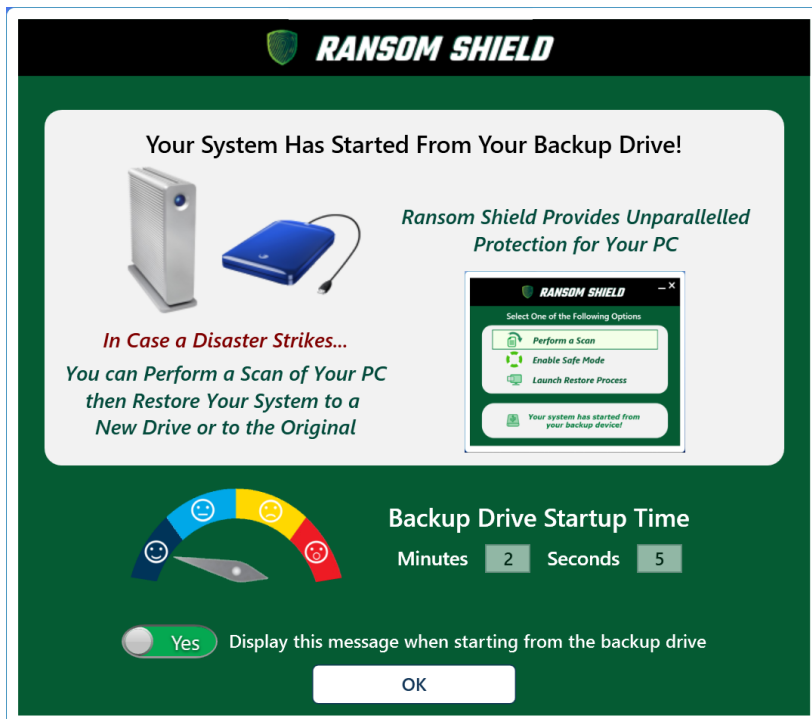 RANSOM SHIELD
Your System Has Started From Your Backup Drive!
Ransom Shield Provides Unparallelled
Protection for Your PC
In Case a Disaster Strikes...
You can Perform a Scan of Your PC
then Restore Your System to a
New Drive or to the Original
RANSOM SHIELD
Select One of the Following Options
Perform a Scan
Enable Safe Mode
Launch Restore Process
Your system has started from
your backup device!
Backup Drive Startup Time
Minutes 2 Seconds 5
Yes Display this message when starting from the backup drive
OK